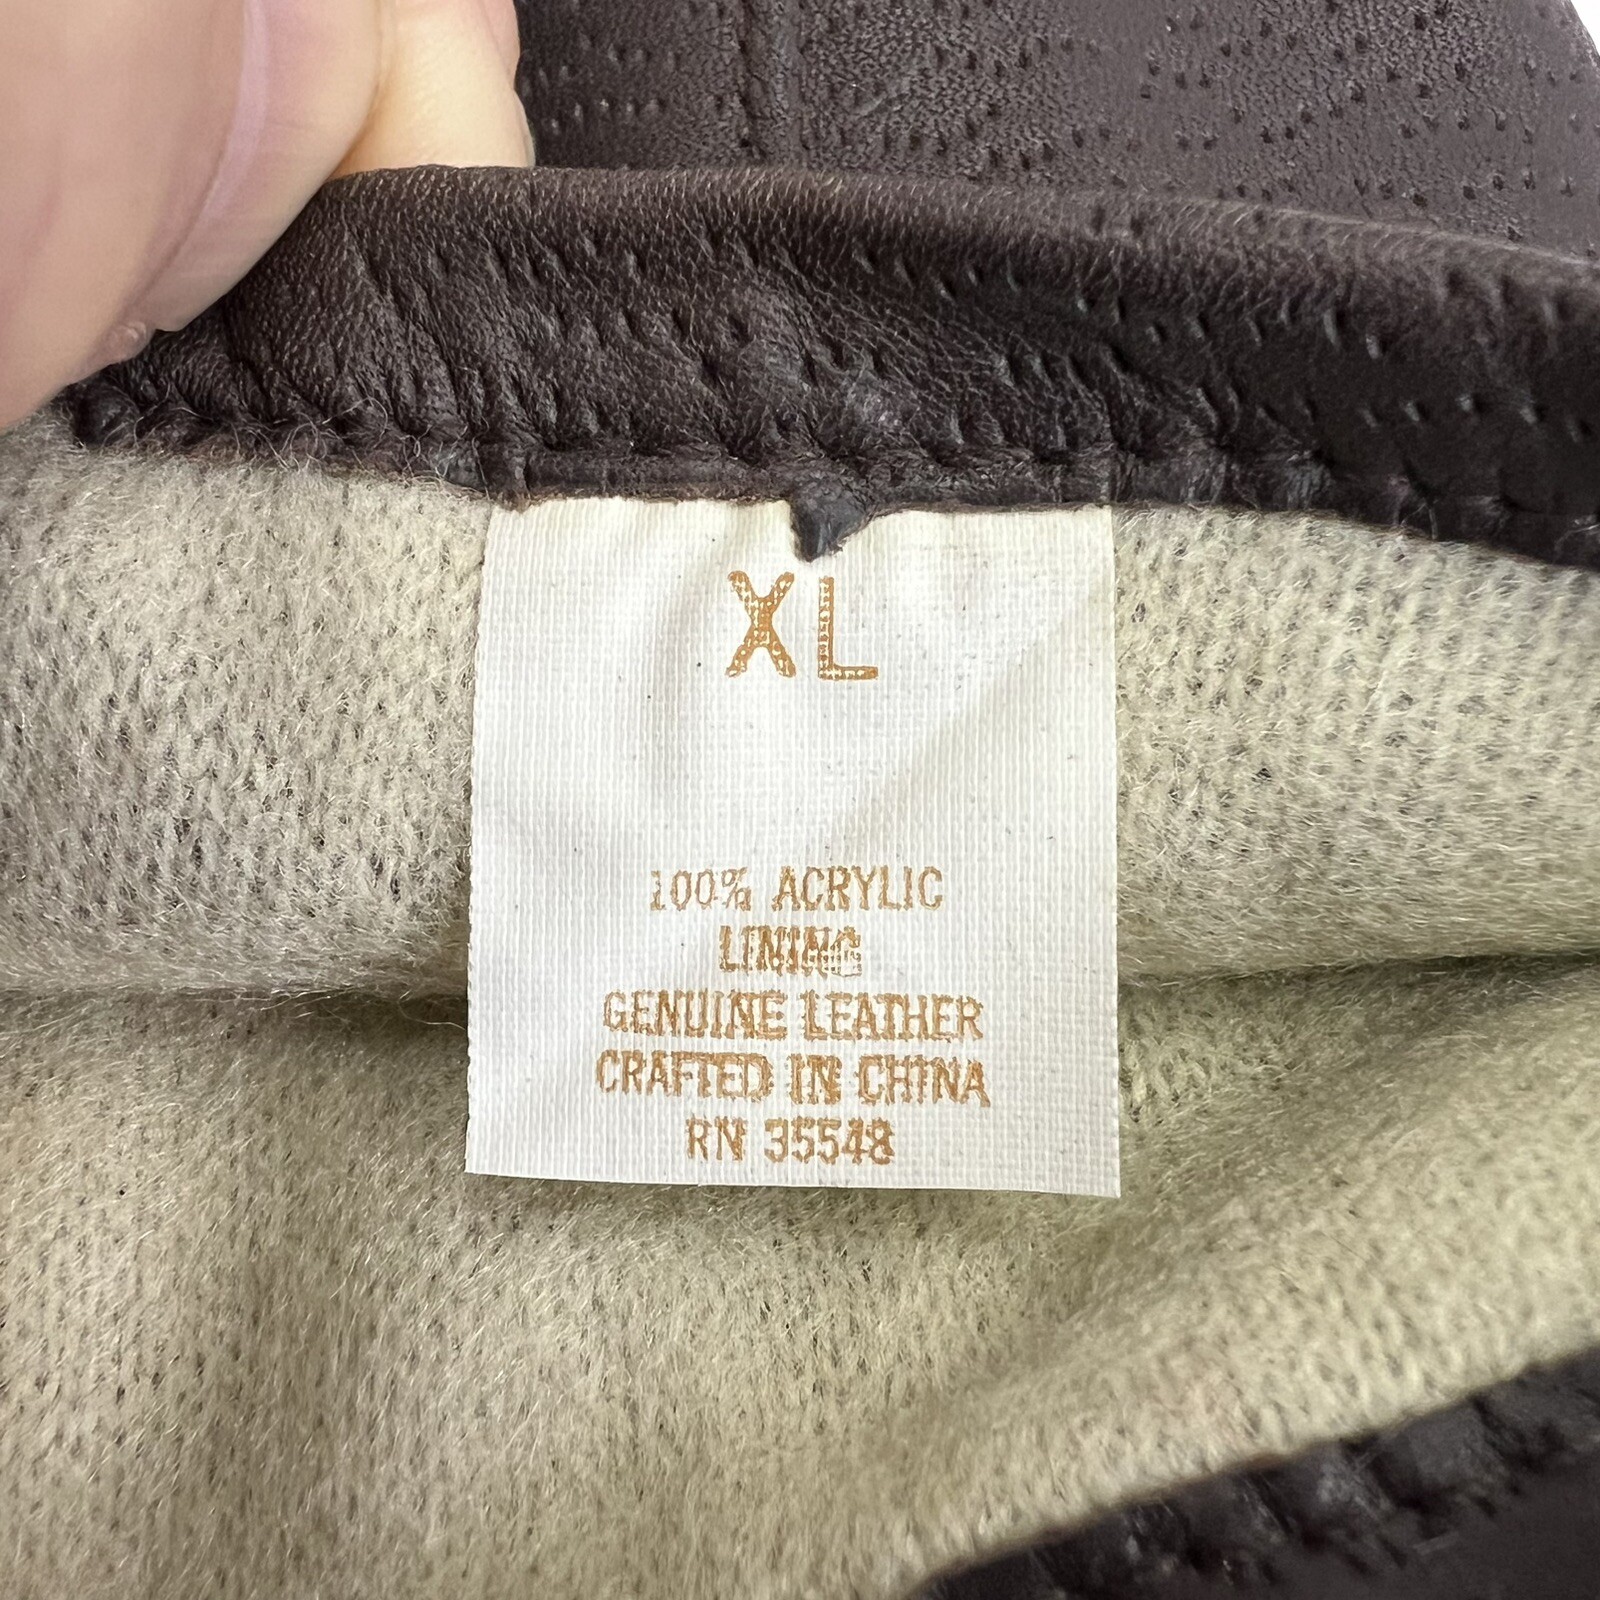 XL
100% ACRYLIC
LINING
GENUINE LEATHER
CRAFTED IN CHINA
RN 35548